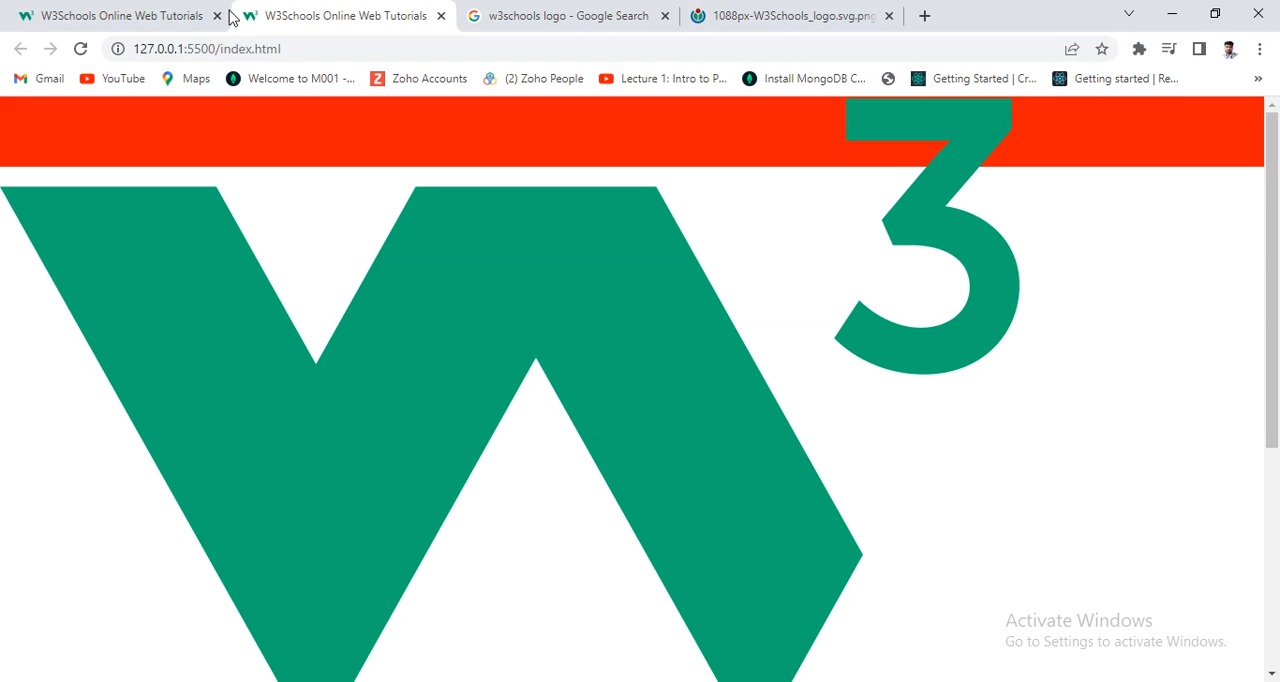 W3Schools Online Web Tutorials
W3Schools Online Web Tutorials
w3schools logo - Google Search
1088px-W3Schools_logo.svg.png
127.0.0.1:5500/index.html
Gmail
YouTube
Maps
Welcome to M001 -...
Zoho Accounts
(2) Zoho People
Lecture 1: Intro to P...
Install MongoDB C...
Getting Started | Cr...
Getting started | Re...
»
W3
Activate Windows
Go to Settings to activate Windows.